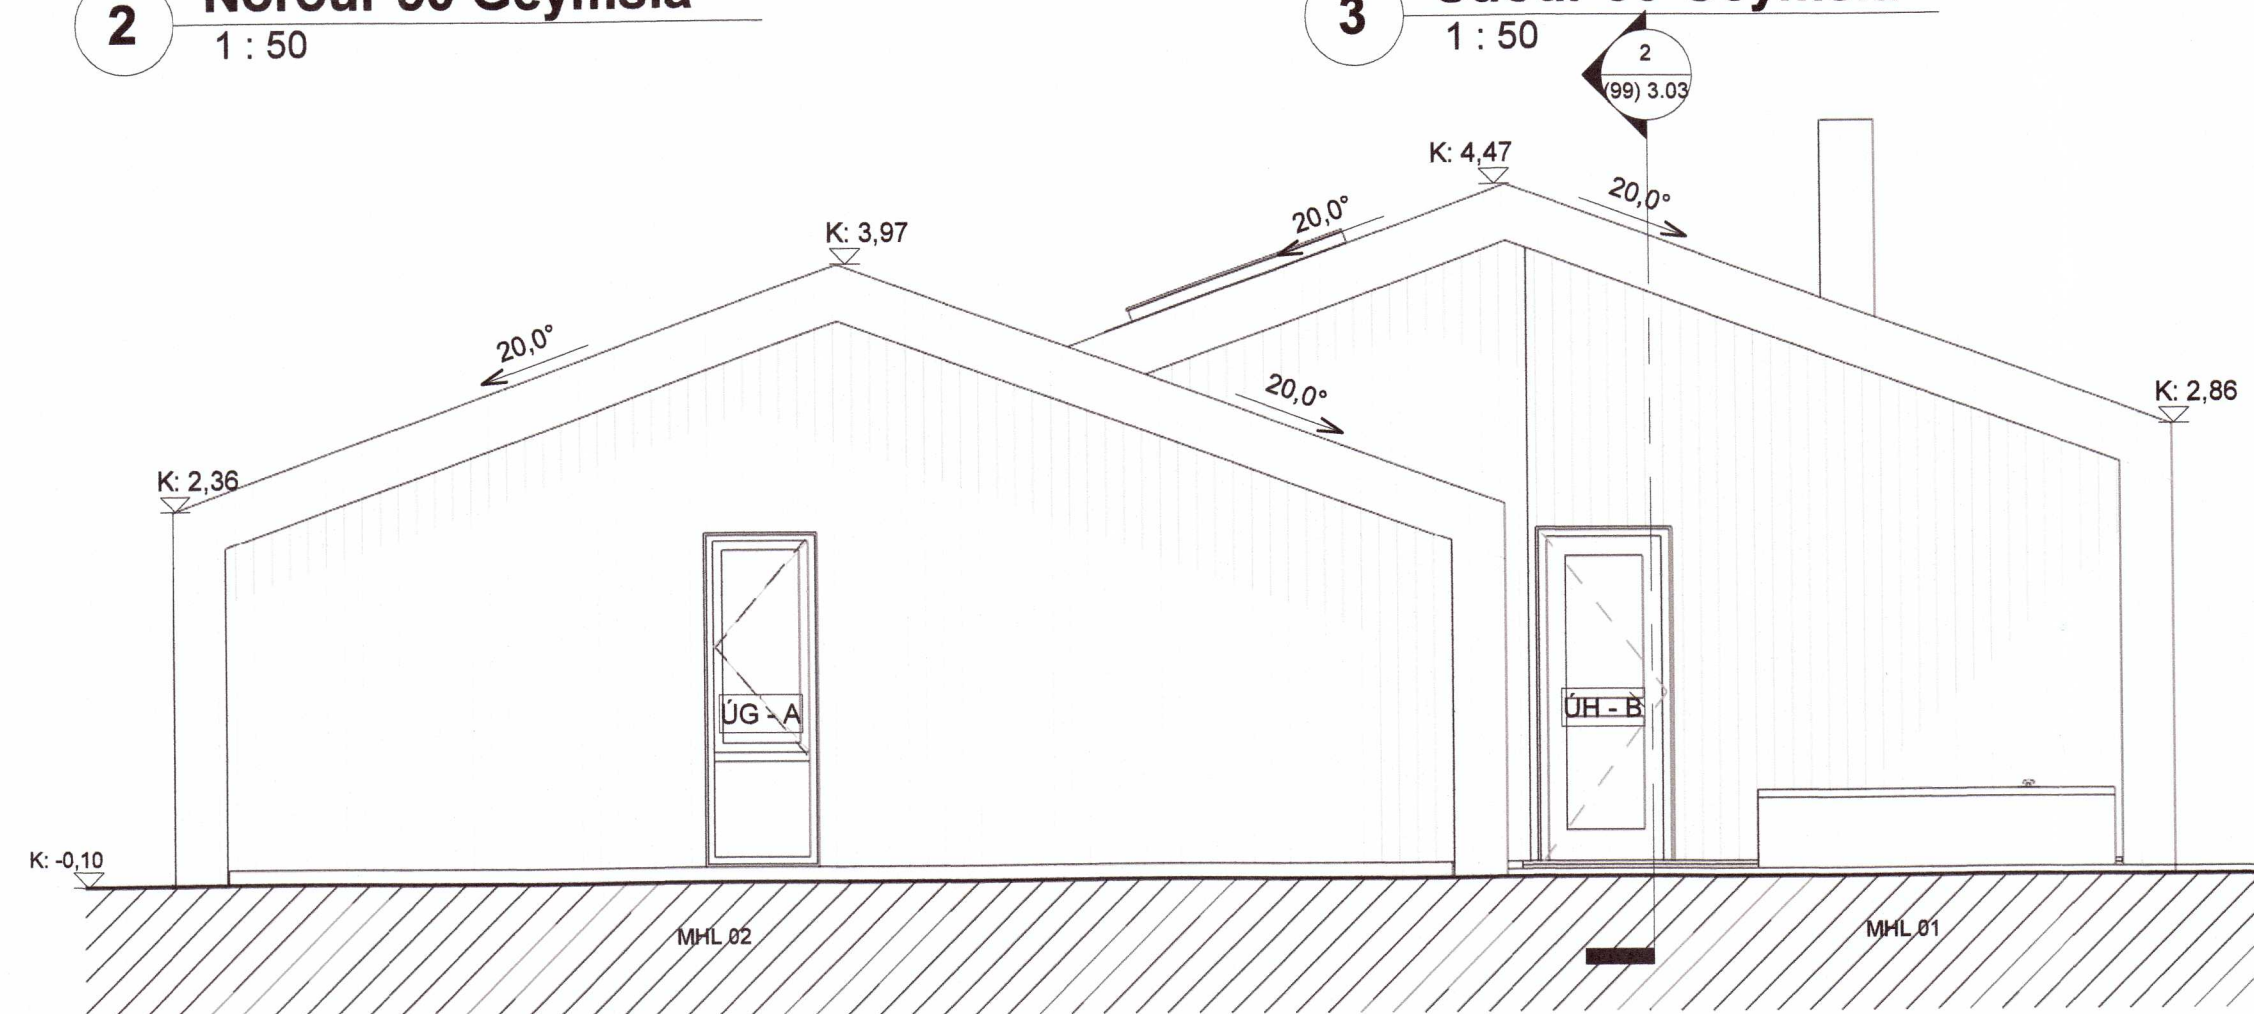 2
1 : 50
3
1 : 50
2
(99) 3.03
K: 4,47
20,0°
20,0°
K: 3,97
20,0°
20,0°
K: 2,86
K: 2,36
ÚG - A
ÚH - B
K: -0,10
MHL 02
MHL 01